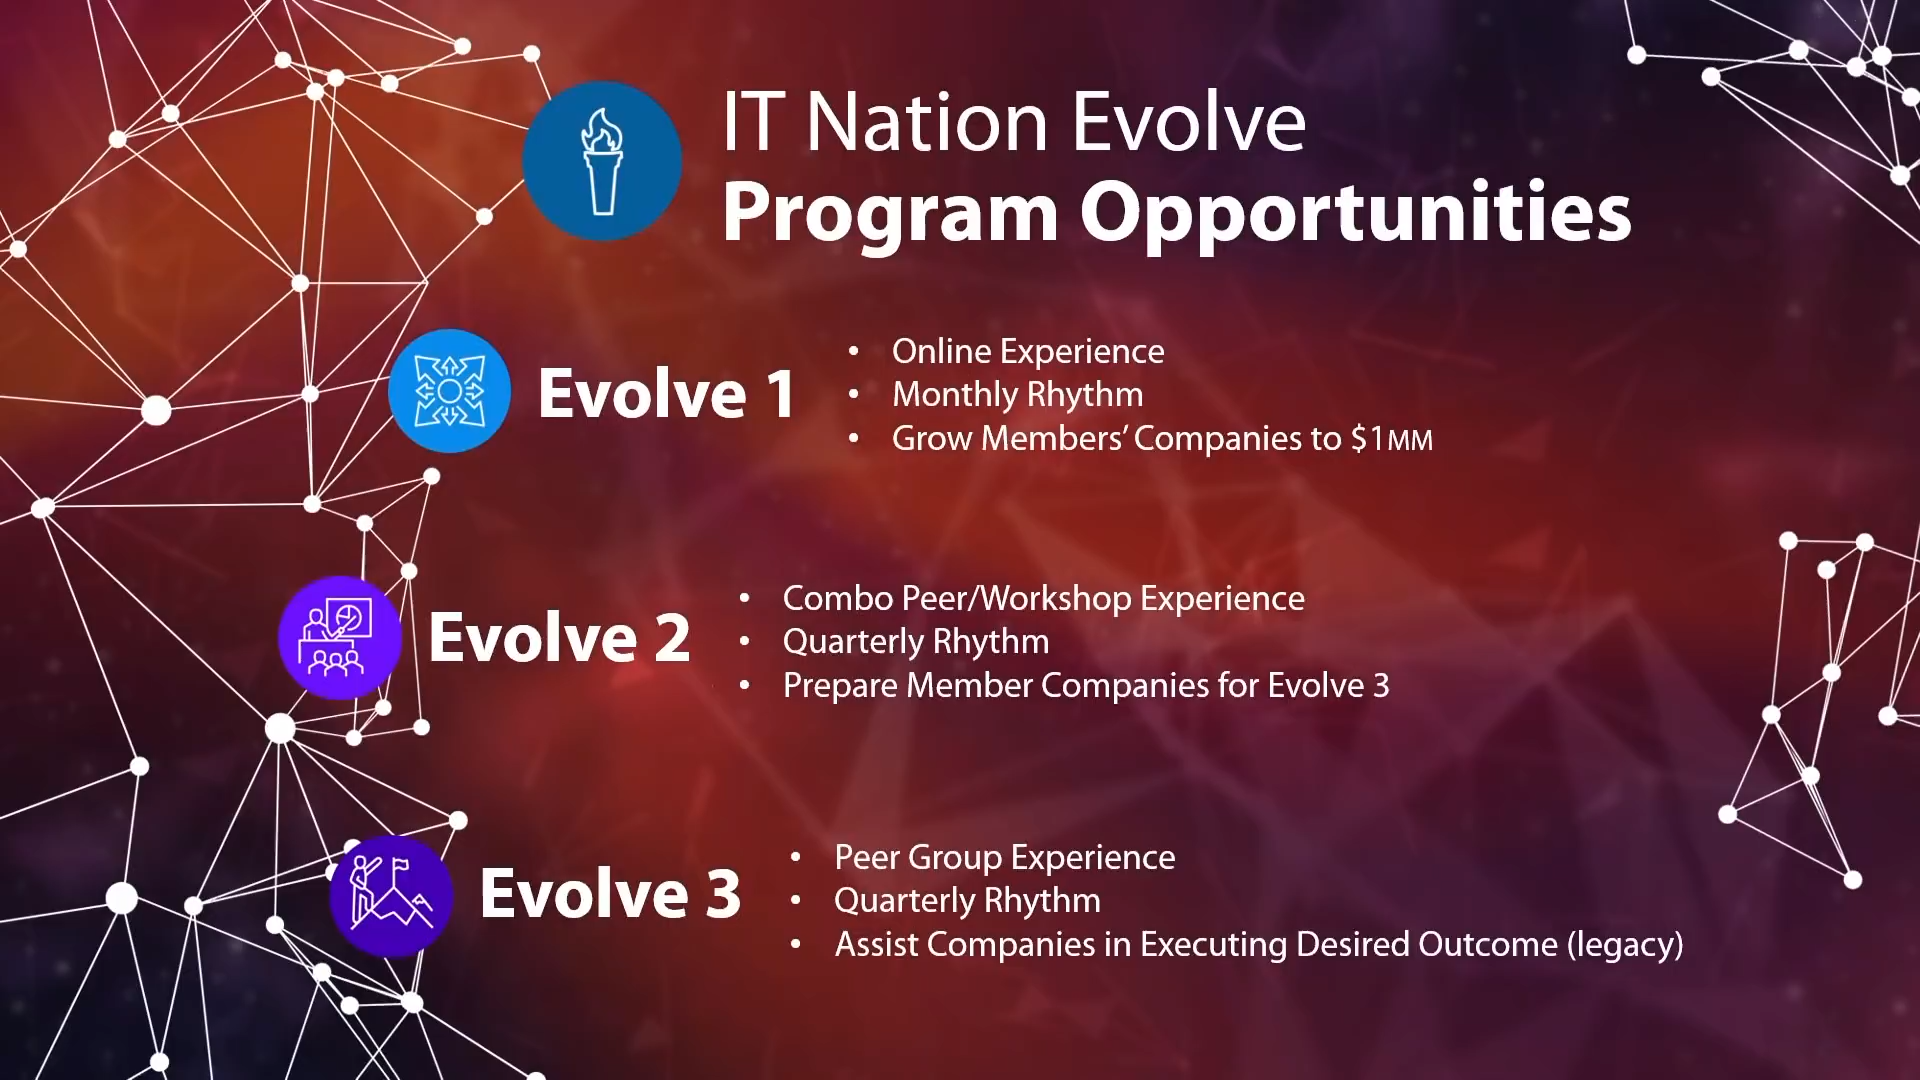 IT Nation Evolve
Program Opportunities
Evolve 1
• Online Experience
• Monthly Rhythm
• Grow Members’ Companies to $1MM
Evolve 2
• Combo Peer/Workshop Experience
• Quarterly Rhythm
• Prepare Member Companies for Evolve 3
Evolve 3
• Peer Group Experience
• Quarterly Rhythm
• Assist Companies in Executing Desired Outcome (legacy)